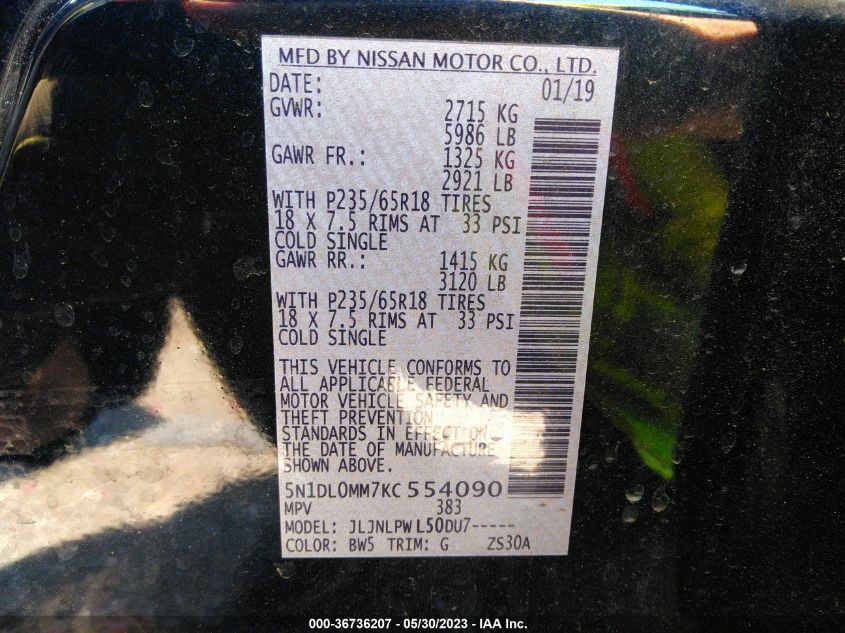 MFD BY NISSAN MOTOR CO., LTD.
DATE: 01/19
GVWR: 2715 KG
5986 LB
GAWR FR.: 1325 KG
2921 LB
WITH P235/65R18 TIRES
18 X 7.5 RIMS AT 33 PSI
COLD SINGLE
GAWR RR.: 1415 KG
3120 LB
WITH P235/65R18 TIRES
18 X 7.5 RIMS AT 33 PSI
COLD SINGLE
THIS VEHICLE CONFORMS TO
ALL APPLICABLE FEDERAL
MOTOR VEHICLE SAFETY AND
THEFT PREVENTION
STANDARDS IN EFFECT ON
THE DATE OF MANUFACTURE
SHOWN ABOVE.
5N1DL0MM7KC554090
MPV 383
MODEL: JLJNLPWL50DU7-----
COLOR: BW5 TRIM: G ZS30A
000-36736207 - 05/30/2023 - IAA Inc.